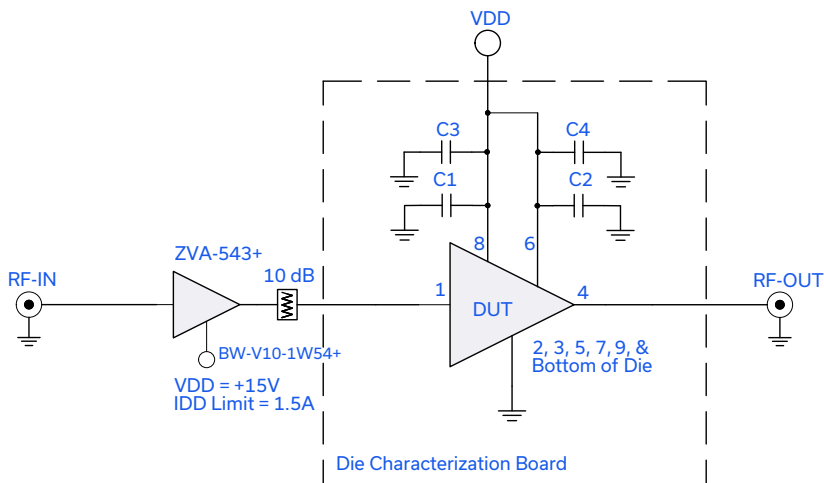 VDD
C3
C4
C1
C2
ZVA-543+
8
6
RF-IN
10 dB
RF-OUT
1
4
DUT
BW-V10-1W54+
2, 3, 5, 7, 9, &
Bottom of Die
VDD = +15V
IDD Limit = 1.5A
Die Characterization Board